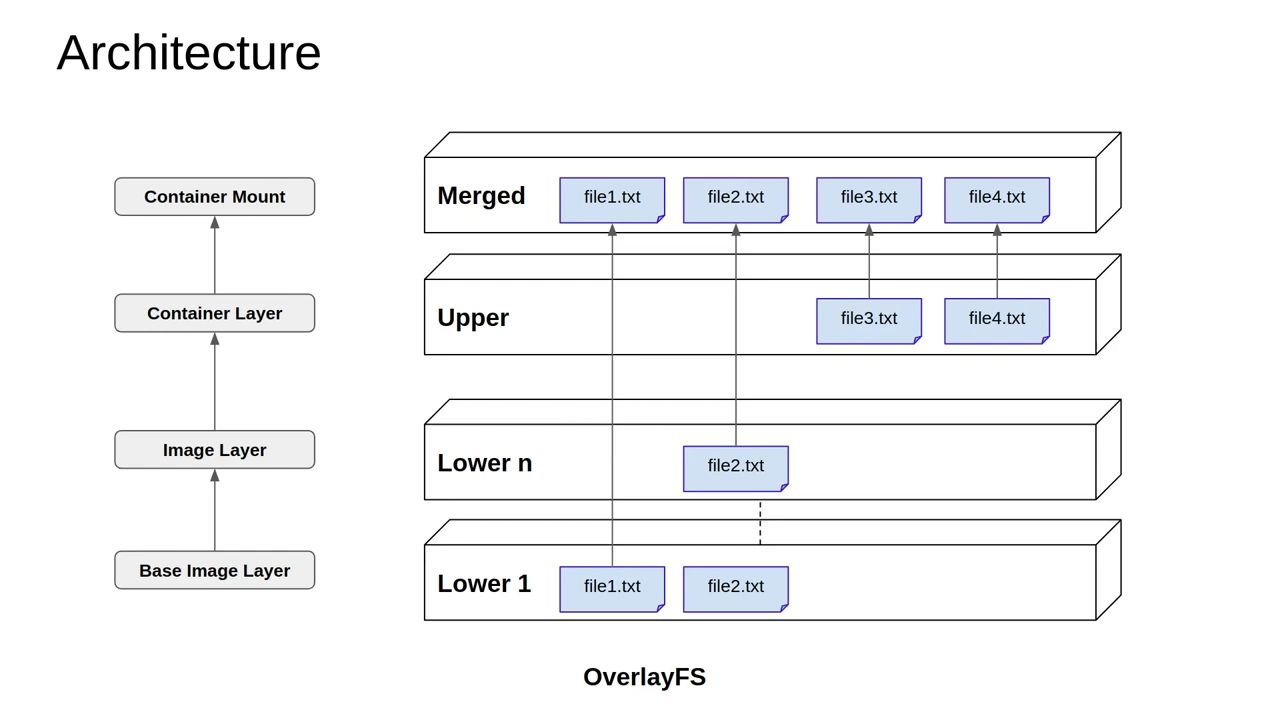 Architecture
Container Mount
Container Layer
Image Layer
Base Image Layer
Merged
file1.txt
file2.txt
file3.txt
file4.txt
Upper
file3.txt
file4.txt
Lower n
file2.txt
Lower 1
file1.txt
file2.txt
OverlayFS